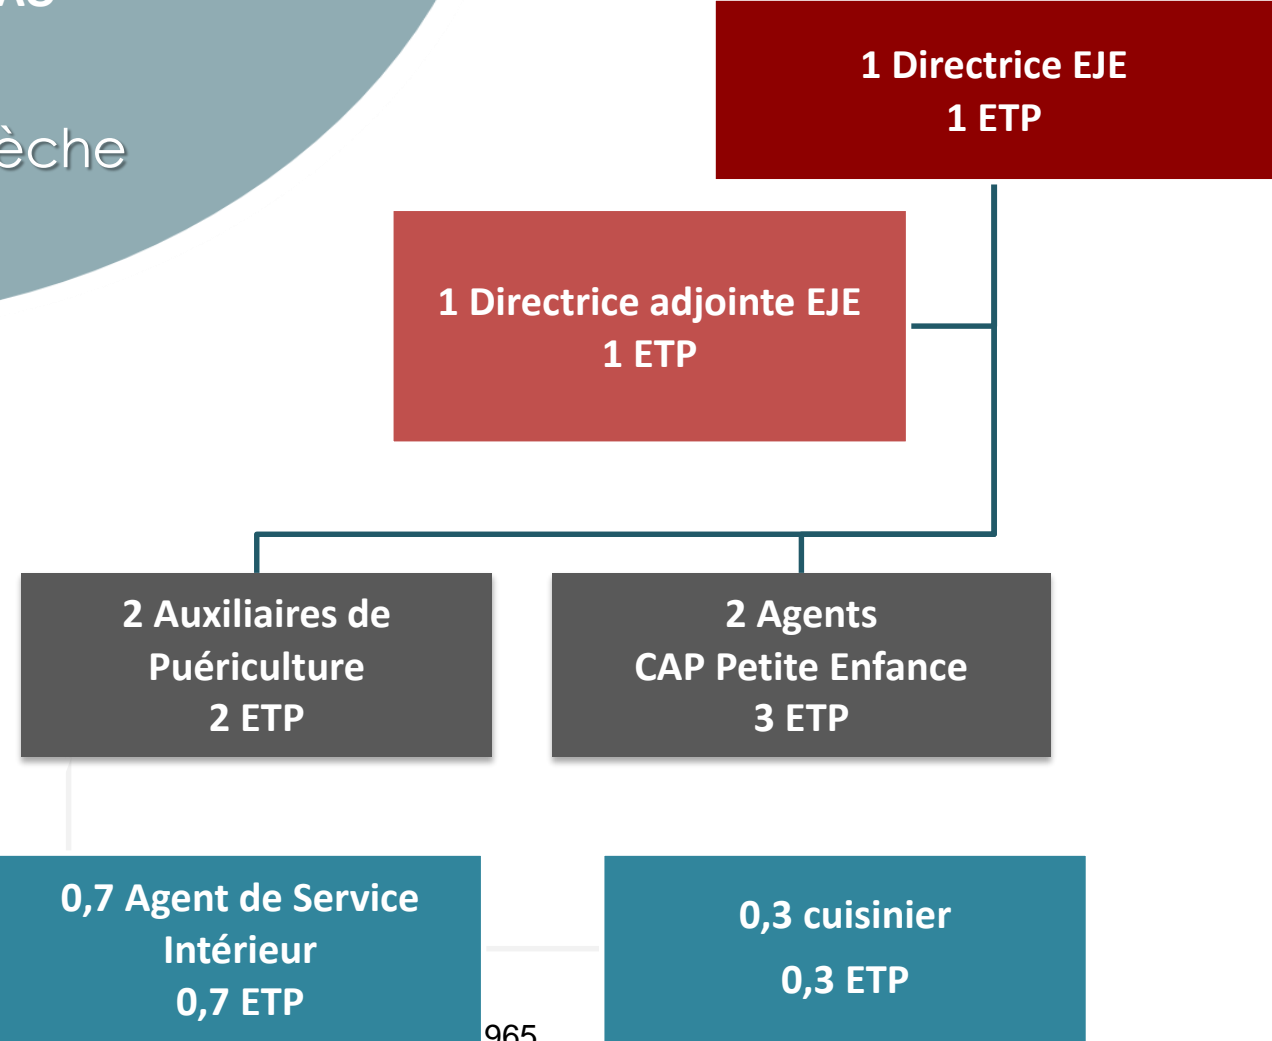 1 Directrice EJE
1 ETP
1 Directrice adjointe EJE
1 ETP
2 Auxiliaires de
Puériculture
2 ETP
2 Agents
CAP Petite Enfance
3 ETP
0,7 Agent de Service
Intérieur
0,7 ETP
0,3 cuisinier
0,3 ETP